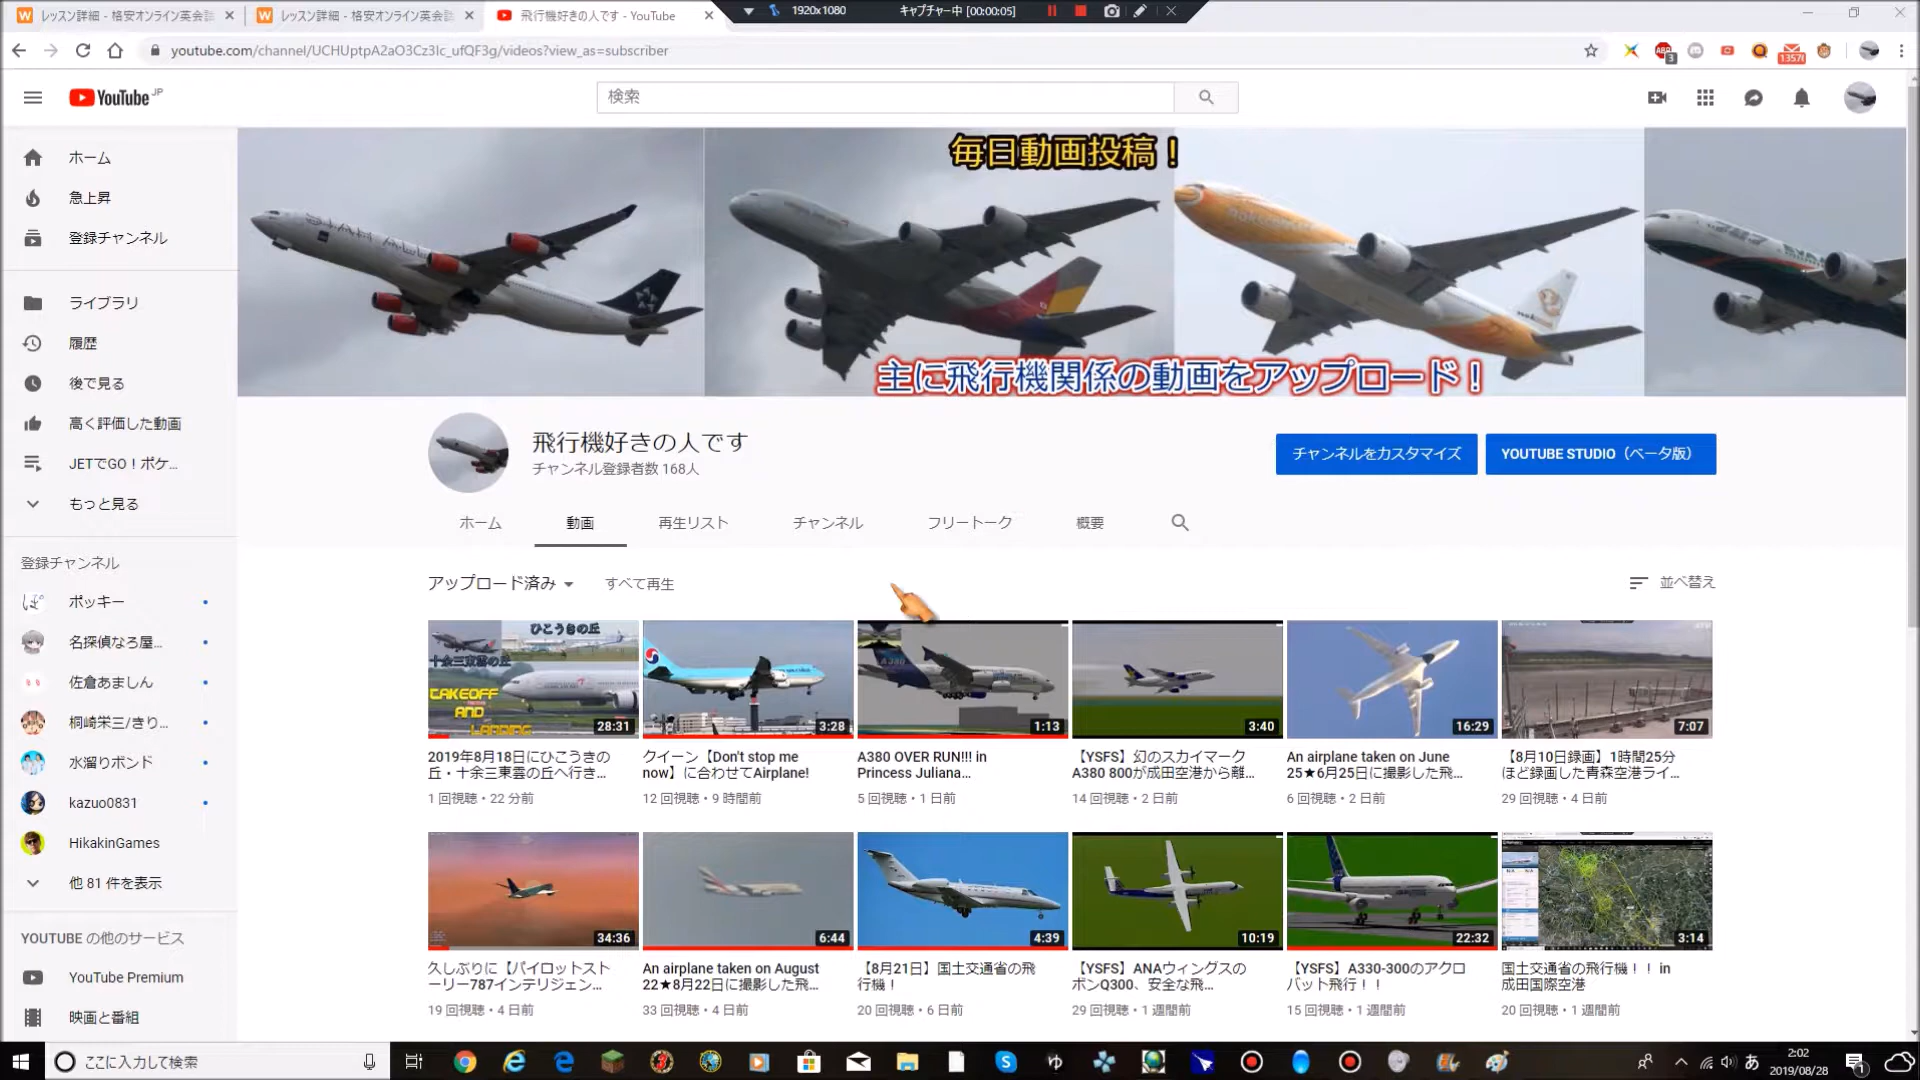 レッスン詳細 - 格安オンライン英会話
レッスン詳細 - 格安オンライン英会話
飛行機好きの人です - YouTube
1920x1080
キャプチャー中 [00:00:05]
youtube.com/channel/UCHUptpA2aO3Cz3Ic_ufQF3g/videos?view_as=subscriber
YouTube JP
検索
ホーム
急上昇
登録チャンネル
ライブラリ
履歴
後で見る
高く評価した動画
JETでGO！ポケ...
もっと見る
登録チャンネル
ポッキー
名探偵なろ屋...
佐倉あましん
桐崎栄三/きり...
水溜りボンド
kazuo0831
HikakinGames
他 81 件を表示
YOUTUBE の他のサービス
YouTube Premium
映画と番組
毎日動画投稿！
主に飛行機関係の動画をアップロード！
飛行機好きの人です
チャンネル登録者数 168人
チャンネルをカスタマイズ
YOUTUBE STUDIO（ベータ版）
ホーム
動画
再生リスト
チャンネル
フリートーク
概要
アップロード済み
すべて再生
並べ替え
ひこうきの丘
十余三東雲の丘
TAKEOFF
AND
LANDING
28:31
3:28
A380
1:13
3:40
16:29
7:07
2019年8月18日にひこうきの
丘・十余三東雲の丘へ行き...
1 回視聴・22 分前
クイーン【Don't stop me
now】に合わせてAirplane!
12 回視聴・9 時間前
A380 OVER RUN!!! in
Princess Juliana...
5 回視聴・1 日前
【YSFS】幻のスカイマーク
A380 800が成田空港から離...
14 回視聴・2 日前
An airplane taken on June
25★6月25日に撮影した飛...
6 回視聴・2 日前
【8月10日録画】1時間25分
ほど録画した青森空港ライ...
29 回視聴・4 日前
34:36
6:44
4:39
10:19
22:32
3:14
久しぶりに【パイロットスト
ーリー787インテリジェン...
19 回視聴・4 日前
An airplane taken on August
22★8月22日に撮影した飛...
33 回視聴・4 日前
【8月21日】国土交通省の飛
行機！
20 回視聴・6 日前
【YSFS】ANAウィングスの
ボンQ300、安全な飛...
29 回視聴・1 週間前
【YSFS】A330-300のアクロ
バット飛行！！
15 回視聴・1 週間前
国土交通省の飛行機！！ in
成田国際空港
20 回視聴・1 週間前
ここに入力して検索
あ
2:02
2019/08/28